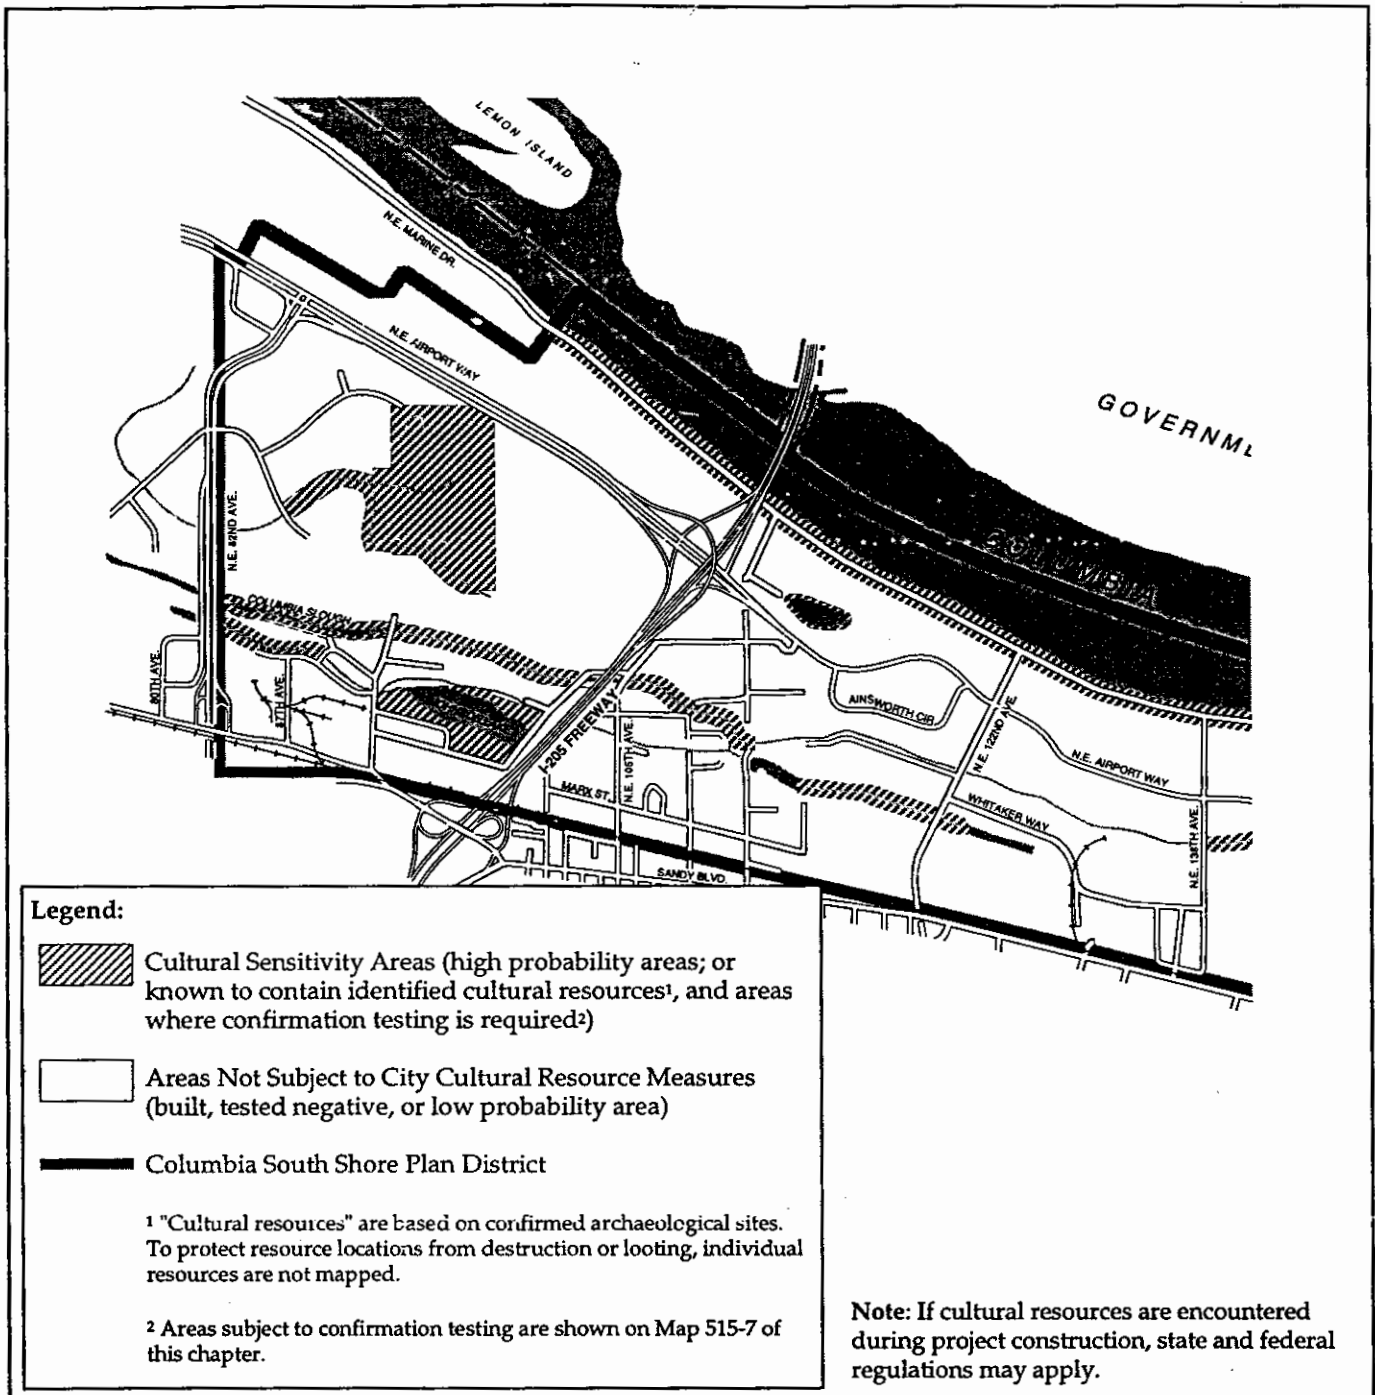 LEMON ISLAND
N.E. MARINE DR.
N.E. AIRPORT WAY
GOVERNME
N.E. 82ND AVE.
COLUMBIA
COLUMBIA SLOUGH
80TH AVE.
87TH AVE.
I-205 FREEWAY
N.E. 105TH AVE.
AINSWORTH CIR.
N.E. 122ND AVE.
N.E. AIRPORT WAY
MARX ST.
WHITAKER WAY
N.E. 138TH AVE.
SANDY BLVD.
Legend:
Cultural Sensitivity Areas (high probability areas; or
known to contain identified cultural resources¹, and areas
where confirmation testing is required²)
Areas Not Subject to City Cultural Resource Measures
(built, tested negative, or low probability area)
Columbia South Shore Plan District
¹ "Cultural resources" are based on confirmed archaeological sites.
To protect resource locations from destruction or looting, individual
resources are not mapped.
² Areas subject to confirmation testing are shown on Map 515-7 of
this chapter.
Note: If cultural resources are encountered
during project construction, state and federal
regulations may apply.